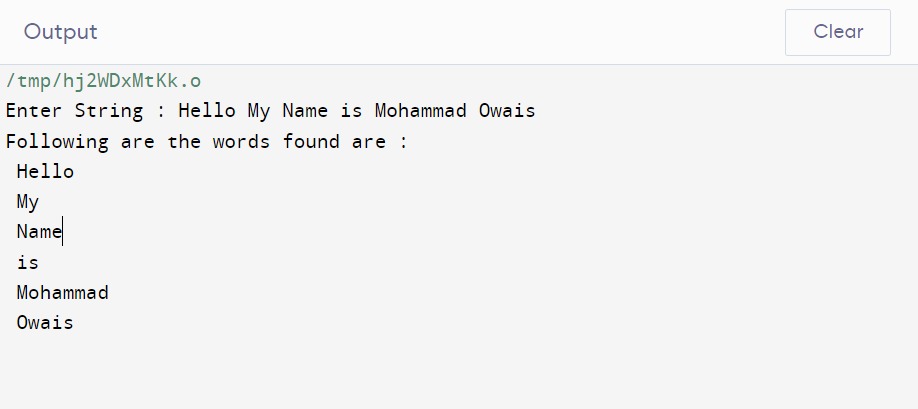 Output
Clear
/tmp/hj2WDxMtKk.o
Enter String : Hello My Name is Mohammad Owais
Following are the words found are :
Hello
My
Name
is
Mohammad
Owais